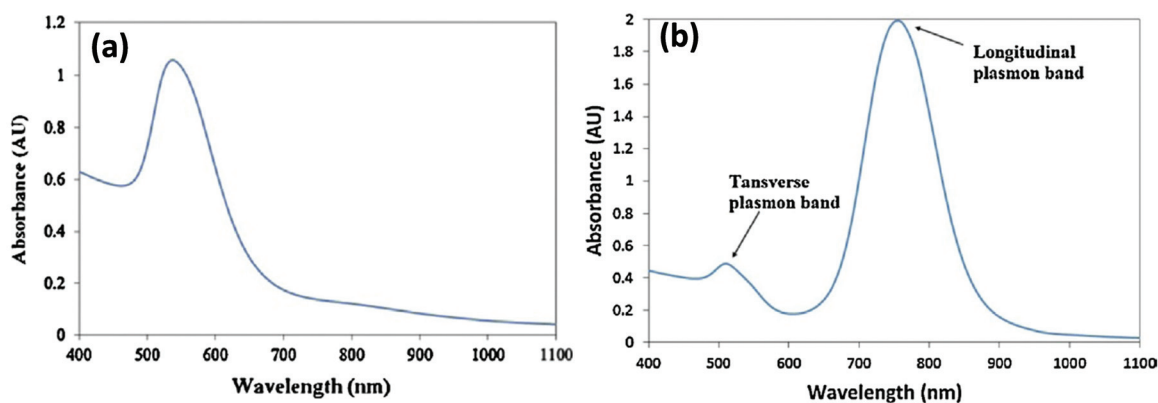 (a)
1.2
1
0.8
0.6
0.4
0.2
0
400 500 600 700 800 900 1000 1100
Absorbance (AU)
Wavelength (nm)
(b)
2
1.8
1.6
1.4
1.2
1
0.8
0.6
0.4
0.2
0
400 500 600 700 800 900 1000 1100
Absorbance (AU)
Wavelength (nm)
Longitudinal
plasmon band
Tansverse
plasmon band